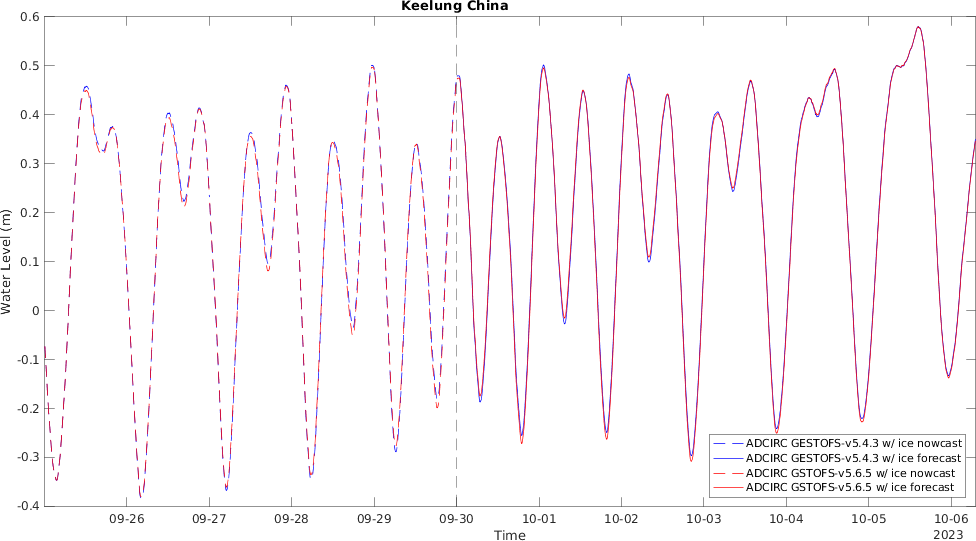 Keelung China
0.6
0.5
0.4
0.3
0.2
0.1
0
-0.1
-0.2
-0.3
-0.4
Water Level (m)
ADCIRC GESTOFS-v5.4.3 w/ ice nowcast
ADCIRC GESTOFS-v5.4.3 w/ ice forecast
ADCIRC GSTOFS-v5.6.5 w/ ice nowcast
ADCIRC GSTOFS-v5.6.5 w/ ice forecast
09-26 09-27 09-28 09-29 09-30 10-01 10-02 10-03 10-04 10-05 10-06
2023
Time